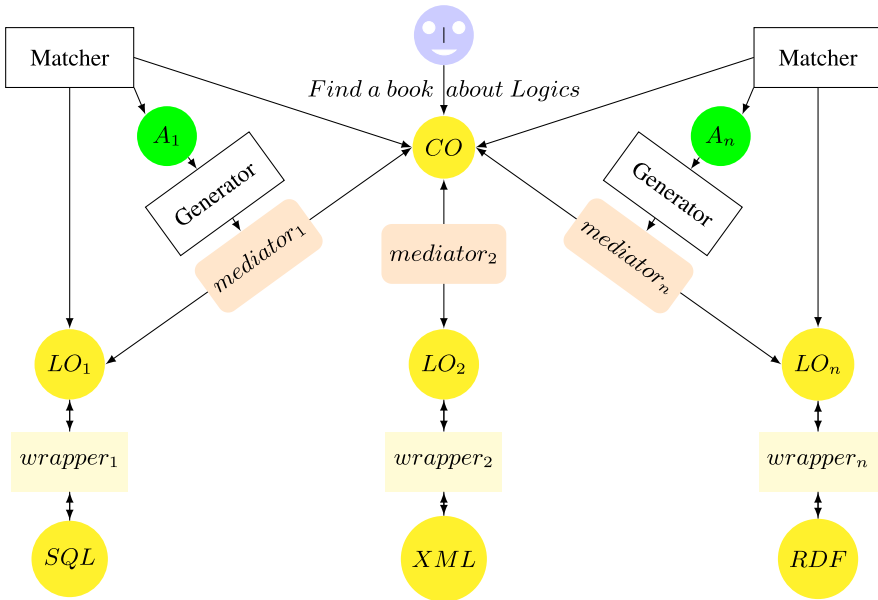 Matcher
Matcher
Find a book about Logics
A₁
CO
Aₙ
Generator
Generator
mediator₁
mediator₂
mediatorₙ
LO₁
LO₂
LOₙ
wrapper₁
wrapper₂
wrapperₙ
SQL
XML
RDF